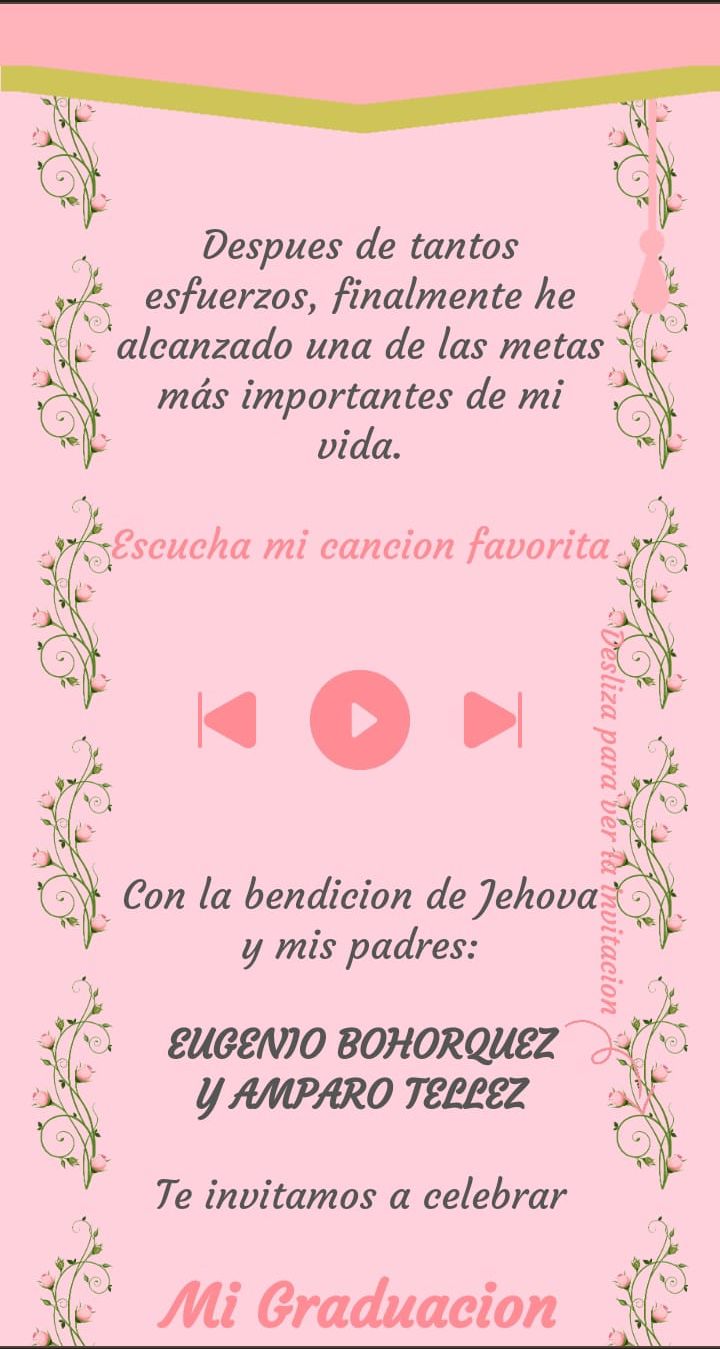 Despues de tantos
esfuerzos, finalmente he
alcanzado una de las metas
más importantes de mi
vida.
Escucha mi cancion favorita
Desliza para ver la invitacion
Con la bendicion de Jehova
y mis padres:
EUGENIO BOHORQUEZ
Y AMPARO TELLEZ
Te invitamos a celebrar
Mi Graduacion